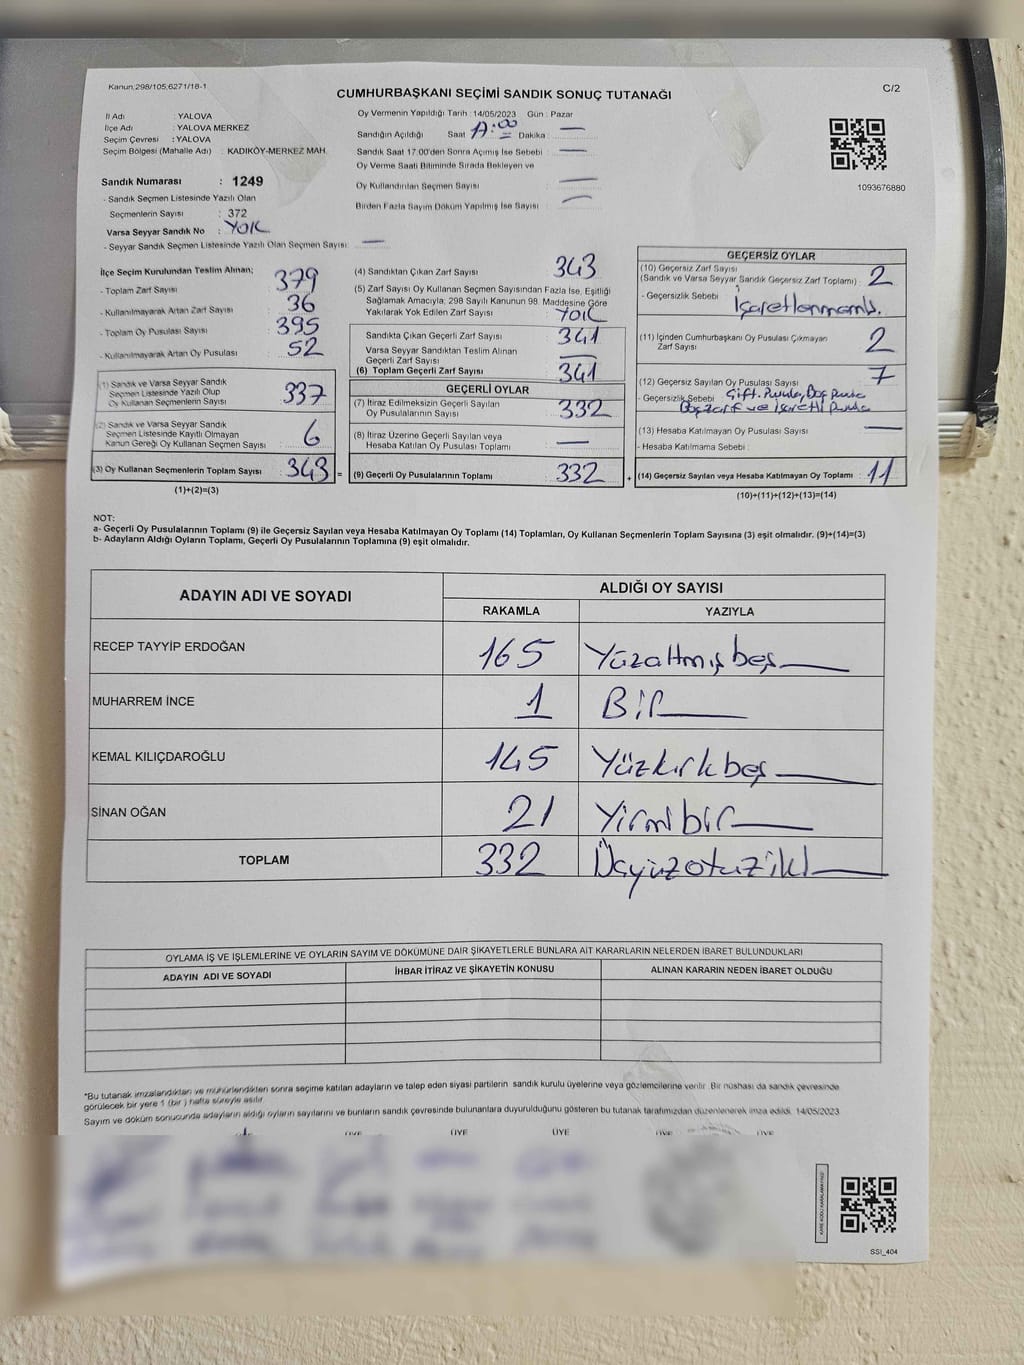 Kanun:298/105,6271/18-1
CUMHURBAŞKANI SEÇİMİ SANDIK SONUÇ TUTANAĞI
C/2
İl Adı : YALOVA
İlçe Adı : YALOVA MERKEZ
Seçim Çevresi : YALOVA
Seçim Bölgesi (Mahalle Adı) : KADIKÖY-MERKEZ MAH.
Sandık Numarası : 1249
- Sandık Seçmen Listesinde Yazılı Olan
Seçmenlerin Sayısı : 372
Varsa Seyyar Sandık No : YOK
- Seyyar Sandık Seçmen Listesinde Yazılı Olan Seçmen Sayısı: —
Oy Vermenin Yapıldığı Tarih : 14/05/2023 Gün : Pazar
Sandığın Açıldığı Saat :00 Dakika : —
Sandık Saat 17:00'den Sonra Açımış İse Sebebi : —
Oy Verme Saati Bitiminde Sırada Bekleyen ve
Oy Kullandırılan Seçmen Sayısı : —
Birden Fazla Sayım Döküm Yapılmış İse Sayısı : —
1093676880
İlçe Seçim Kurulundan Teslim Alınan;
- Toplam Zarf Sayısı : 379
- Kullanılmayarak Artan Zarf Sayısı : 36
- Toplam Oy Pusulası Sayısı : 395
- Kullanılmayarak Artan Oy Pusulası : 52
(1) Sandık ve Varsa Seyyar Sandık
Seçmen Listesinde Yazılı Olup
Oy Kullanan Seçmenlerin Sayısı : 337
(2) Sandık ve Varsa Seyyar Sandık
Seçmen Listesinde Kayıtlı Olmayan
Kanun Gereği Oy Kullanan Seçmen Sayısı : 6
(3) Oy Kullanan Seçmenlerin Toplam Sayısı : 343 =
(1)+(2)=(3)
(4) Sandıktan Çıkan Zarf Sayısı : 343
(5) Zarf Sayısı Oy Kullanan Seçmen Sayısından Fazla İse, Eşitliği
Sağlamak Amacıyla; 298 Sayılı Kanunun 98. Maddesine Göre
Yakılarak Yok Edilen Zarf Sayısı : YOK
Sandıkta Çıkan Geçerli Zarf Sayısı : 341
Varsa Seyyar Sandıktan Teslim Alınan
Geçerli Zarf Sayısı : —
(6) Toplam Geçerli Zarf Sayısı : 341
GEÇERLİ OYLAR
(7) İtiraz Edilmeksizin Geçerli Sayılan
Oy Pusulalarının Sayısı : 332
(8) İtiraz Üzerine Geçerli Sayılan veya
Hesaba Katılan Oy Pusulaları Toplamı : —
(9) Geçerli Oy Pusulalarının Toplamı : 332 +
GEÇERSİZ OYLAR
(10) Geçersiz Zarf Sayısı
(Sandık ve Varsa Seyyar Sandık Geçersiz Zarf Toplamı) : 2
- Geçersizlik Sebebi : İşaretlenmemiş.
(11) İçinden Cumhurbaşkanı Oy Pusulası Çıkmayan
Zarf Sayısı : 2
(12) Geçersiz Sayılan Oy Pusulası Sayısı : 7
- Geçersizlik Sebebi : Çift. Pusula, Boş Pusula
Boş zarf ve işaretli pusula
(13) Hesaba Katılmayan Oy Pusulası Sayısı : —
- Hesaba Katılmama Sebebi :
(14) Geçersiz Sayılan veya Hesaba Katılmayan Oy Toplamı : 11
(10)+(11)+(12)+(13)=(14)
NOT:
a- Geçerli Oy Pusulalarının Toplamı (9) ile Geçersiz Sayılan veya Hesaba Katılmayan Oy Toplamı (14) Toplamları, Oy Kullanan Seçmenlerin Toplam Sayısına (3) eşit olmalıdır. (9)+(14)=(3)
b- Adayların Aldığı Oyların Toplamı, Geçerli Oy Pusulalarının Toplamına (9) eşit olmalıdır.
ADAYIN ADI VE SOYADI
ALDIĞI OY SAYISI
RAKAMLA YAZIYLA
RECEP TAYYİP ERDOĞAN 165 Yüzaltmış beş
MUHARREM İNCE 1 Bir
KEMAL KILIÇDAROĞLU 145 Yüzkırkbeş
SİNAN OĞAN 21 Yirmibir
TOPLAM 332 Üçyüzotuziki
OYLAMA İŞ VE İŞLEMLERİNE VE OYLARIN SAYIM VE DÖKÜMÜNE DAİR ŞİKAYETLERLE BUNLARA AİT KARARLARIN NELERDEN İBARET BULUNDUKLARI
ADAYIN ADI VE SOYADI İHBAR İTİRAZ VE ŞİKAYETİN KONUSU ALINAN KARARIN NEDEN İBARET OLDUĞU
*Bu tutanak imzalandıktan ve mühürlendikten sonra seçime katılan adayların ve talep eden siyasi partilerin sandık kurulu üyelerine veya gözlemcilerine verilir. Bir nüshası da sandık çevresinde
görülecek bir yere 1 (bir ) hafta süreyle asılır.
Sayım ve döküm sonucunda adayların aldığı oyların sayılarını ve bunların sandık çevresinde bulunanlara duyurulduğunu gösteren bu tutanak tarafımızdan düzenlenerek imza edildi. 14/05/2023
ÜYE ÜYE ÜYE ÜYE ÜYE
SSI_404